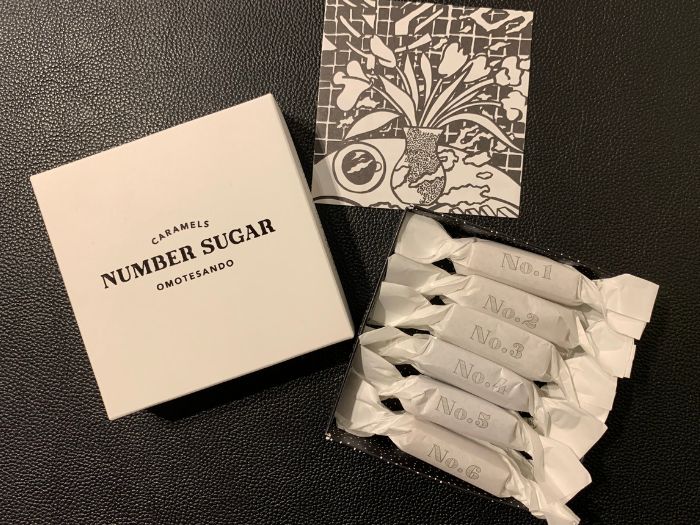 CARAMELS
NUMBER SUGAR
OMOTESANDO
No.1
No.2
No.3
No.4
No.5
No.6